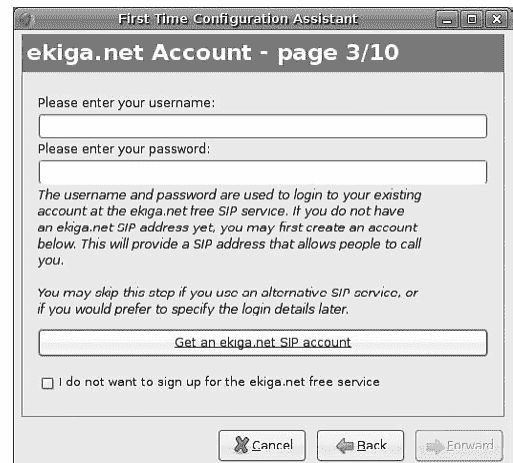 First Time Configuration Assistant
ekiga.net Account - page 3/10
Please enter your username:
Please enter your password:
The username and password are used to login to your existing
account at the ekiga.net free SIP service. If you do not have
an ekiga.net SIP address yet, you may first create an account
below. This will provide a SIP address that allows people to call
you.
You may skip this step if you use an alternative SIP service, or
if you would prefer to specify the login details later.
Get an ekiga.net SIP account
I do not want to sign up for the ekiga.net free service
Cancel Back Forward